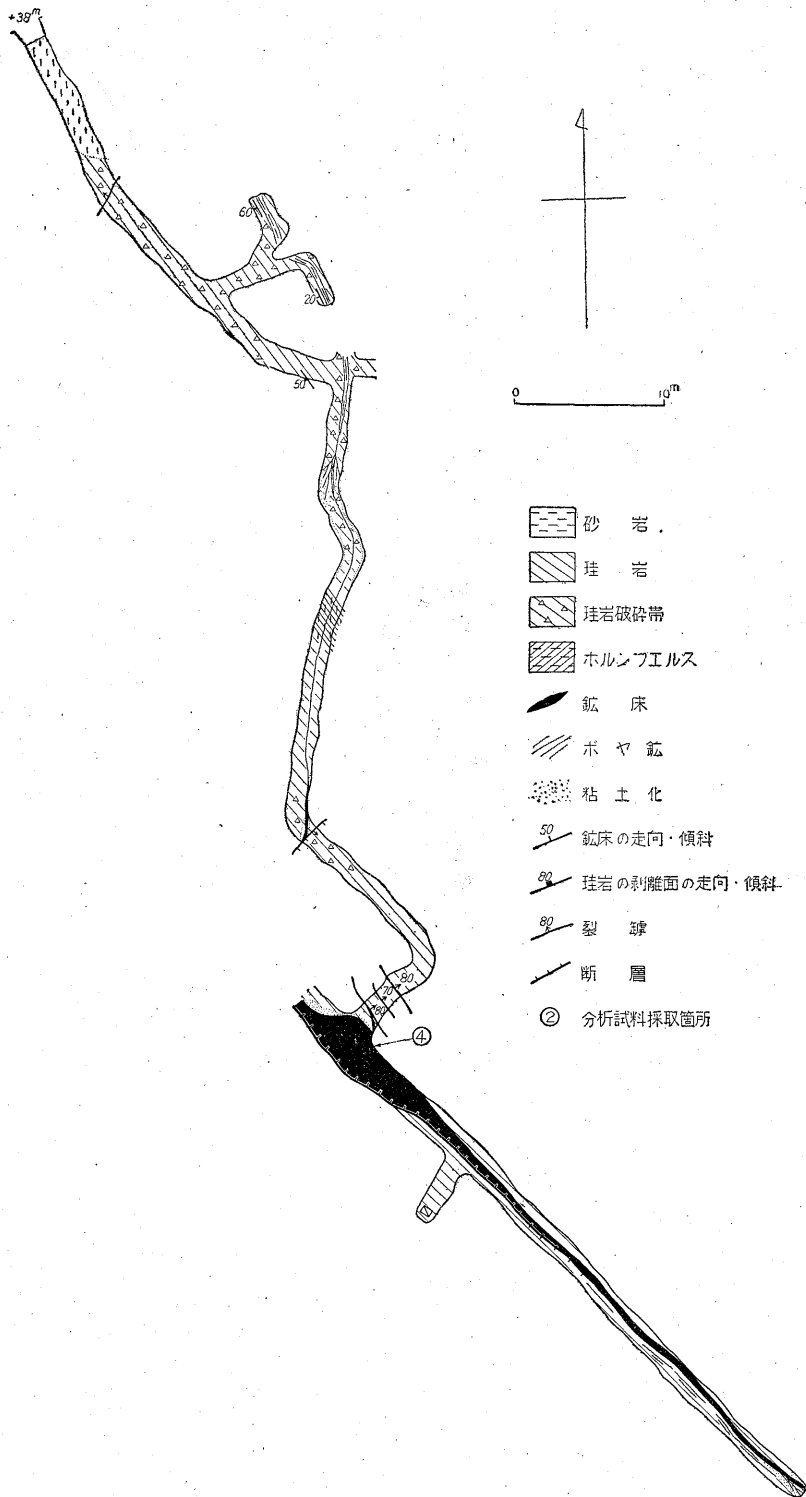 +38m
60
20
50
0 10m
砂岩
珪岩
珪岩破砕帯
ホルンフエルス
鉱床
ボヤ鉱
粘土化
50 鉱床の走向・傾斜
80 珪岩の剥離面の走向・傾斜
80 裂罅
断層
② 分析試料採取箇所
80
70
80
④